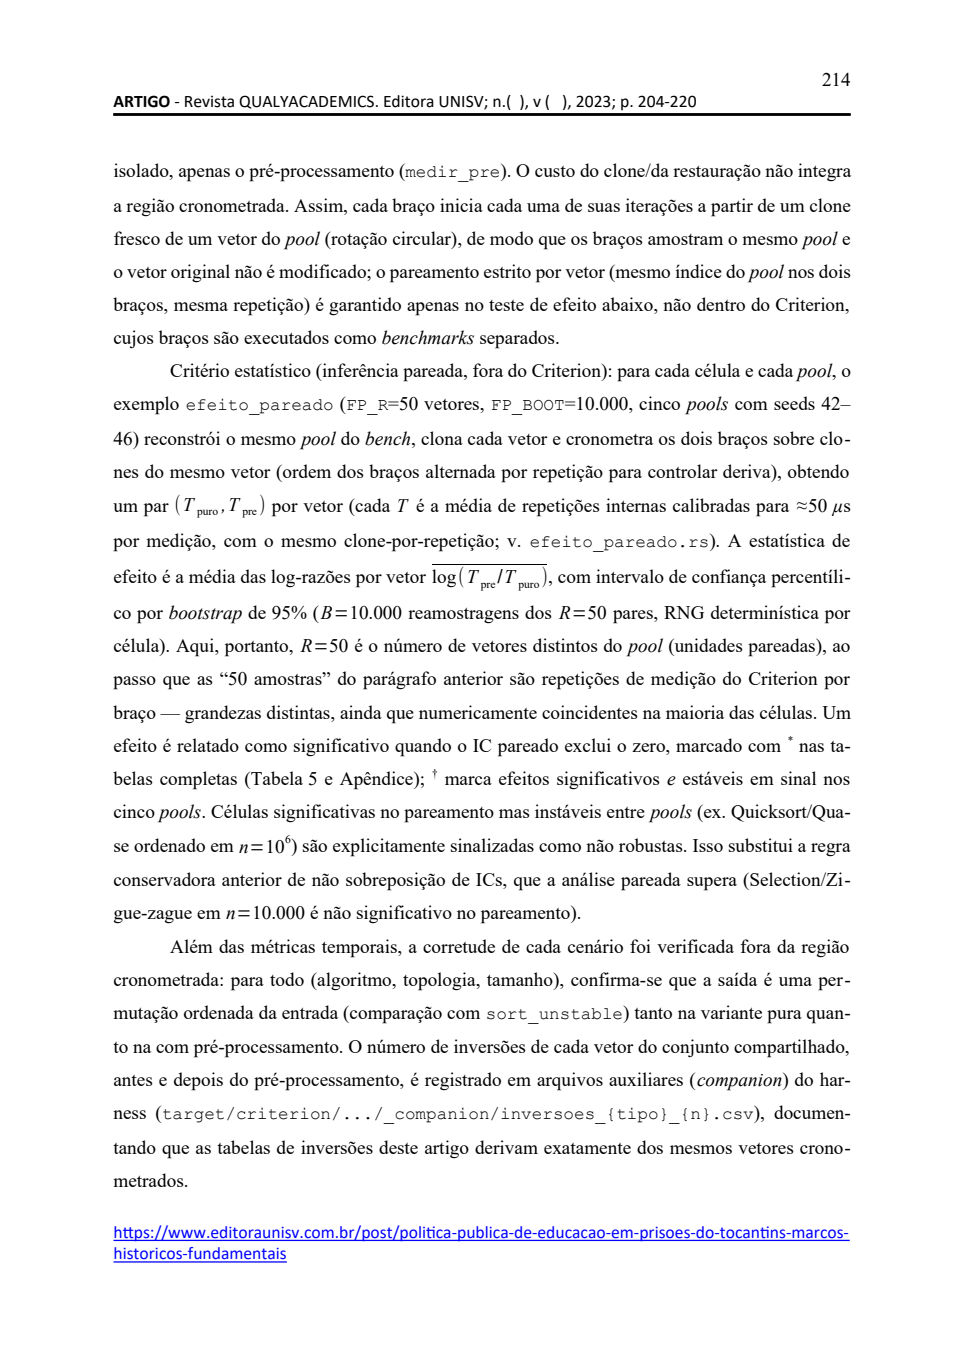 214
ARTIGO - Revista QUALYACADEMICS. Editora UNISV; n.( ), v ( ), 2023; p. 204-220
isolado, apenas o pré-processamento (medir_pre). O custo do clone/da restauração não integra
a região cronometrada. Assim, cada braço inicia cada uma de suas iterações a partir de um clone
fresco de um vetor do pool (rotação circular), de modo que os braços amostram o mesmo pool e
o vetor original não é modificado; o pareamento estrito por vetor (mesmo índice do pool nos dois
braços, mesma repetição) é garantido apenas no teste de efeito abaixo, não dentro do Criterion,
cujos braços são executados como benchmarks separados.
Critério estatístico (inferência pareada, fora do Criterion): para cada célula e cada pool, o
exemplo efeito_pareado (FP_R=50 vetores, FP_BOOT=10.000, cinco pools com seeds 42–
46) reconstrói o mesmo pool do bench, clona cada vetor e cronometra os dois braços sobre clo-
nes do mesmo vetor (ordem dos braços alternada por repetição para controlar deriva), obtendo
um par (T puro, T pre) por vetor (cada T é a média de repetições internas calibradas para ≈50 µs
por medição, com o mesmo clone-por-repetição; v. efeito_pareado.rs). A estatística de
efeito é a média das log-razões por vetor log(T pre/T puro), com intervalo de confiança percentíli-
co por bootstrap de 95% (B=10.000 reamostragens dos R=50 pares, RNG determinística por
célula). Aqui, portanto, R=50 é o número de vetores distintos do pool (unidades pareadas), ao
passo que as “50 amostras” do parágrafo anterior são repetições de medição do Criterion por
braço — grandezas distintas, ainda que numericamente coincidentes na maioria das células. Um
efeito é relatado como significativo quando o IC pareado exclui o zero, marcado com * nas ta-
belas completas (Tabela 5 e Apêndice); † marca efeitos significativos e estáveis em sinal nos
cinco pools. Células significativas no pareamento mas instáveis entre pools (ex. Quicksort/Qua-
se ordenado em n=10⁶) são explicitamente sinalizadas como não robustas. Isso substitui a regra
conservadora anterior de não sobreposição de ICs, que a análise pareada supera (Selection/Zi-
gue-zague em n=10.000 é não significativo no pareamento).
Além das métricas temporais, a corretude de cada cenário foi verificada fora da região
cronometrada: para todo (algoritmo, topologia, tamanho), confirma-se que a saída é uma per-
mutação ordenada da entrada (comparação com sort_unstable) tanto na variante pura quan-
to na com pré-processamento. O número de inversões de cada vetor do conjunto compartilhado,
antes e depois do pré-processamento, é registrado em arquivos auxiliares (companion) do har-
ness (target/criterion/.../_companion/inversoes_{tipo}_{n}.csv), documen-
tando que as tabelas de inversões deste artigo derivam exatamente dos mesmos vetores crono-
metrados.
https://www.editoraunisv.com.br/post/politica-publica-de-educacao-em-prisoes-do-tocantins-marcos-
historicos-fundamentais